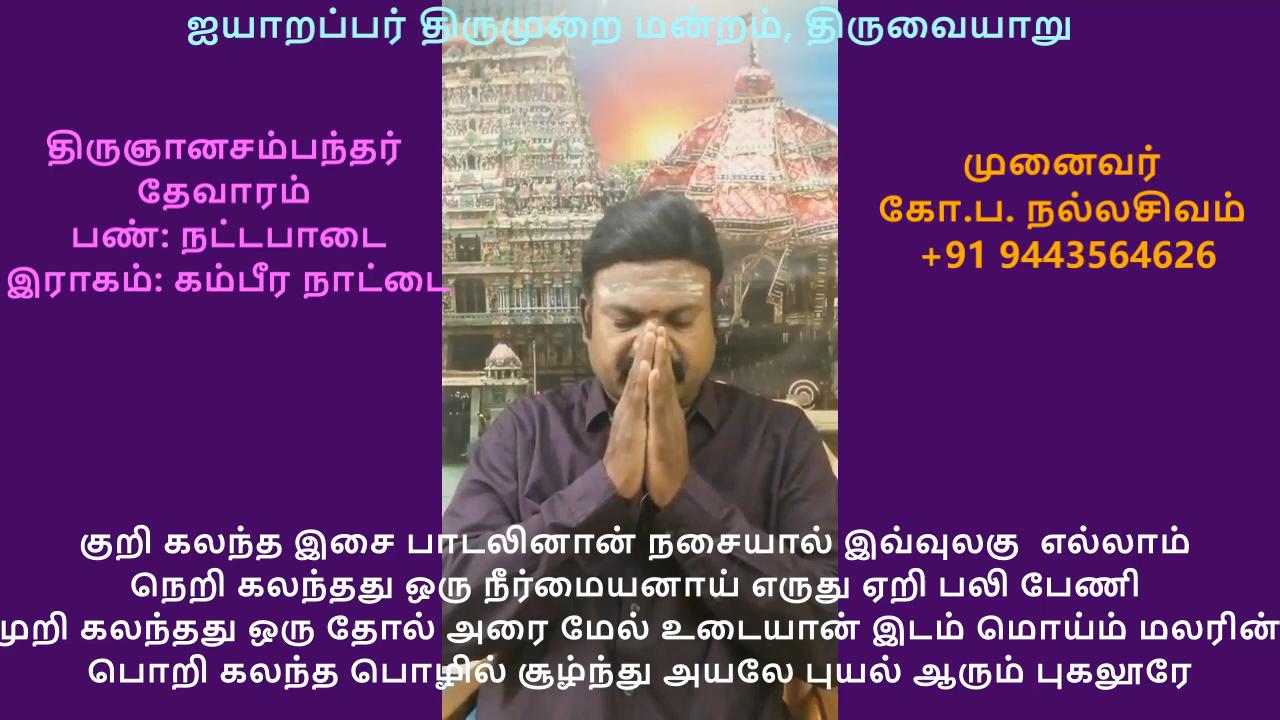 ஐயாறப்பர் திருமுறை மன்றம், திருவையாறு
திருஞானசம்பந்தர்
தேவாரம்
பண்: நட்டபாடை
இராகம்: கம்பீர நாட்டை
முனைவர்
கோ.ப. நல்லசிவம்
+91 9443564626
குறி கலந்த இசை பாடலினான் நசையால் இவ்வுலகு எல்லாம்
நெறி கலந்தது ஒரு நீர்மையனாய் எருது ஏறி பலி பேணி
முறி கலந்தது ஒரு தோல் அரை மேல் உடையான் இடம் மொய்ம் மலரின்
பொறி கலந்த பொழில் சூழ்ந்து அயலே புயல் ஆரும் புகலூரே